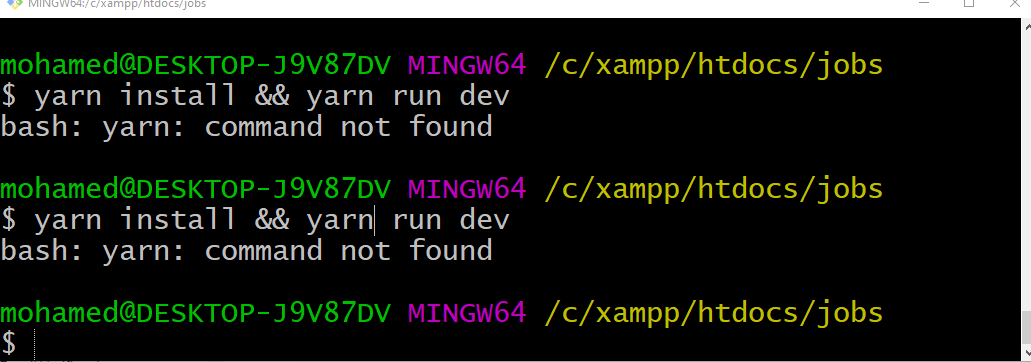 MINGW64:/c/xampp/htdocs/jobs
mohamed@DESKTOP-J9V87DV MINGW64 /c/xampp/htdocs/jobs
$ yarn install && yarn run dev
bash: yarn: command not found
mohamed@DESKTOP-J9V87DV MINGW64 /c/xampp/htdocs/jobs
$ yarn install && yarn run dev
bash: yarn: command not found
mohamed@DESKTOP-J9V87DV MINGW64 /c/xampp/htdocs/jobs
$